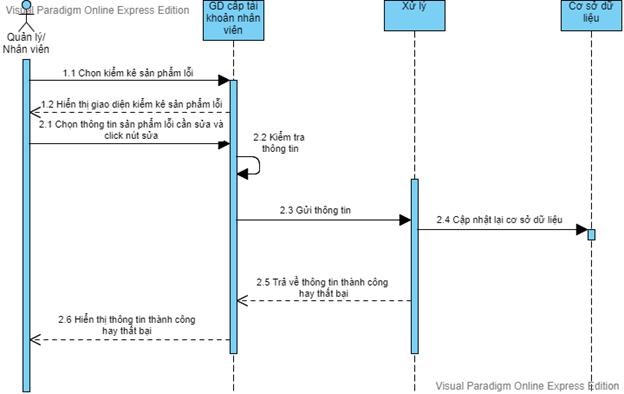 Visual Paradigm Online Express Edition
Quản lý/
Nhân viên
GD cấp tài
khoản nhân
viên
Xử lý
Cơ sở dữ
liệu
1.1 Chọn kiểm kê sản phẩm lỗi
1.2 Hiển thị giao diện kiểm kê sản phẩm lỗi
2.1 Chọn thông tin sản phẩm lỗi cần sửa và
click nút sửa
2.2 Kiểm tra
thông tin
2.3 Gửi thông tin
2.4 Cập nhật lại cơ sở dữ liệu
2.5 Trả về thông tin thành công
hay thất bại
2.6 Hiển thị thông tin thành công
hay thất bại
Visual Paradigm Online Express Edition